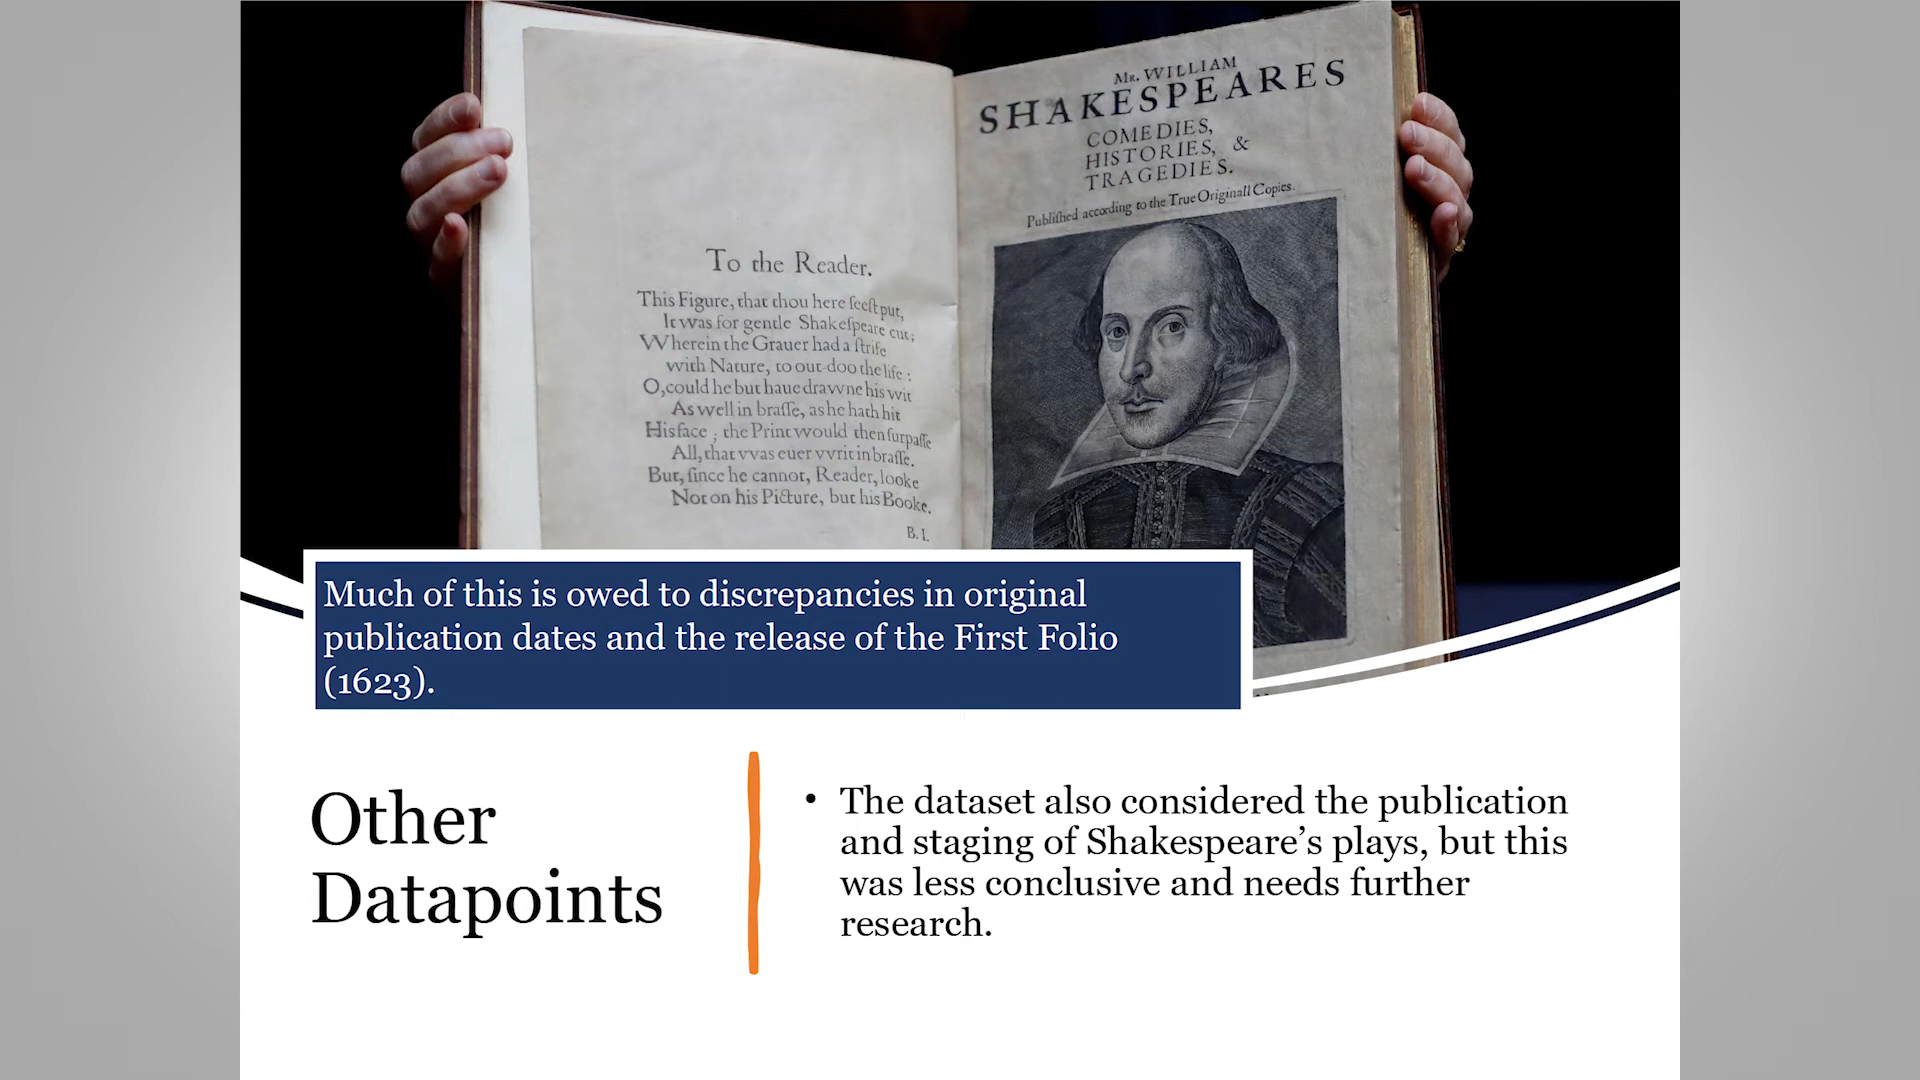 To the Reader.
This Figure, that thou here ſeeſt put,
It was for gentle Shakeſpeare cut;
Wherein the Grauer had a ſtrife
with Nature, to out-doo the life :
O, could he but haue dravvne his wit
As well in braſſe, as he hath hit
His face ; the Print would then ſurpaſſe
All, that vvas euer vvrit in braſſe.
But, ſince he cannot, Reader, looke
Not on his Picture, but his Booke.
B. I.
Mr. WILLIAM
SHAKESPEARES
COMEDIES,
HISTORIES, &
TRAGEDIES.
Publiſhed according to the True Originall Copies.
Much of this is owed to discrepancies in original
publication dates and the release of the First Folio
(1623).
Other
Datapoints
• The dataset also considered the publication
and staging of Shakespeare’s plays, but this
was less conclusive and needs further
research.